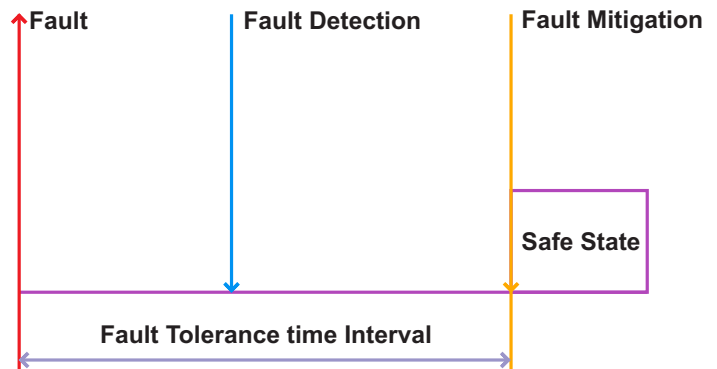 Fault
Fault Detection
Fault Mitigation
Safe State
Fault Tolerance time Interval